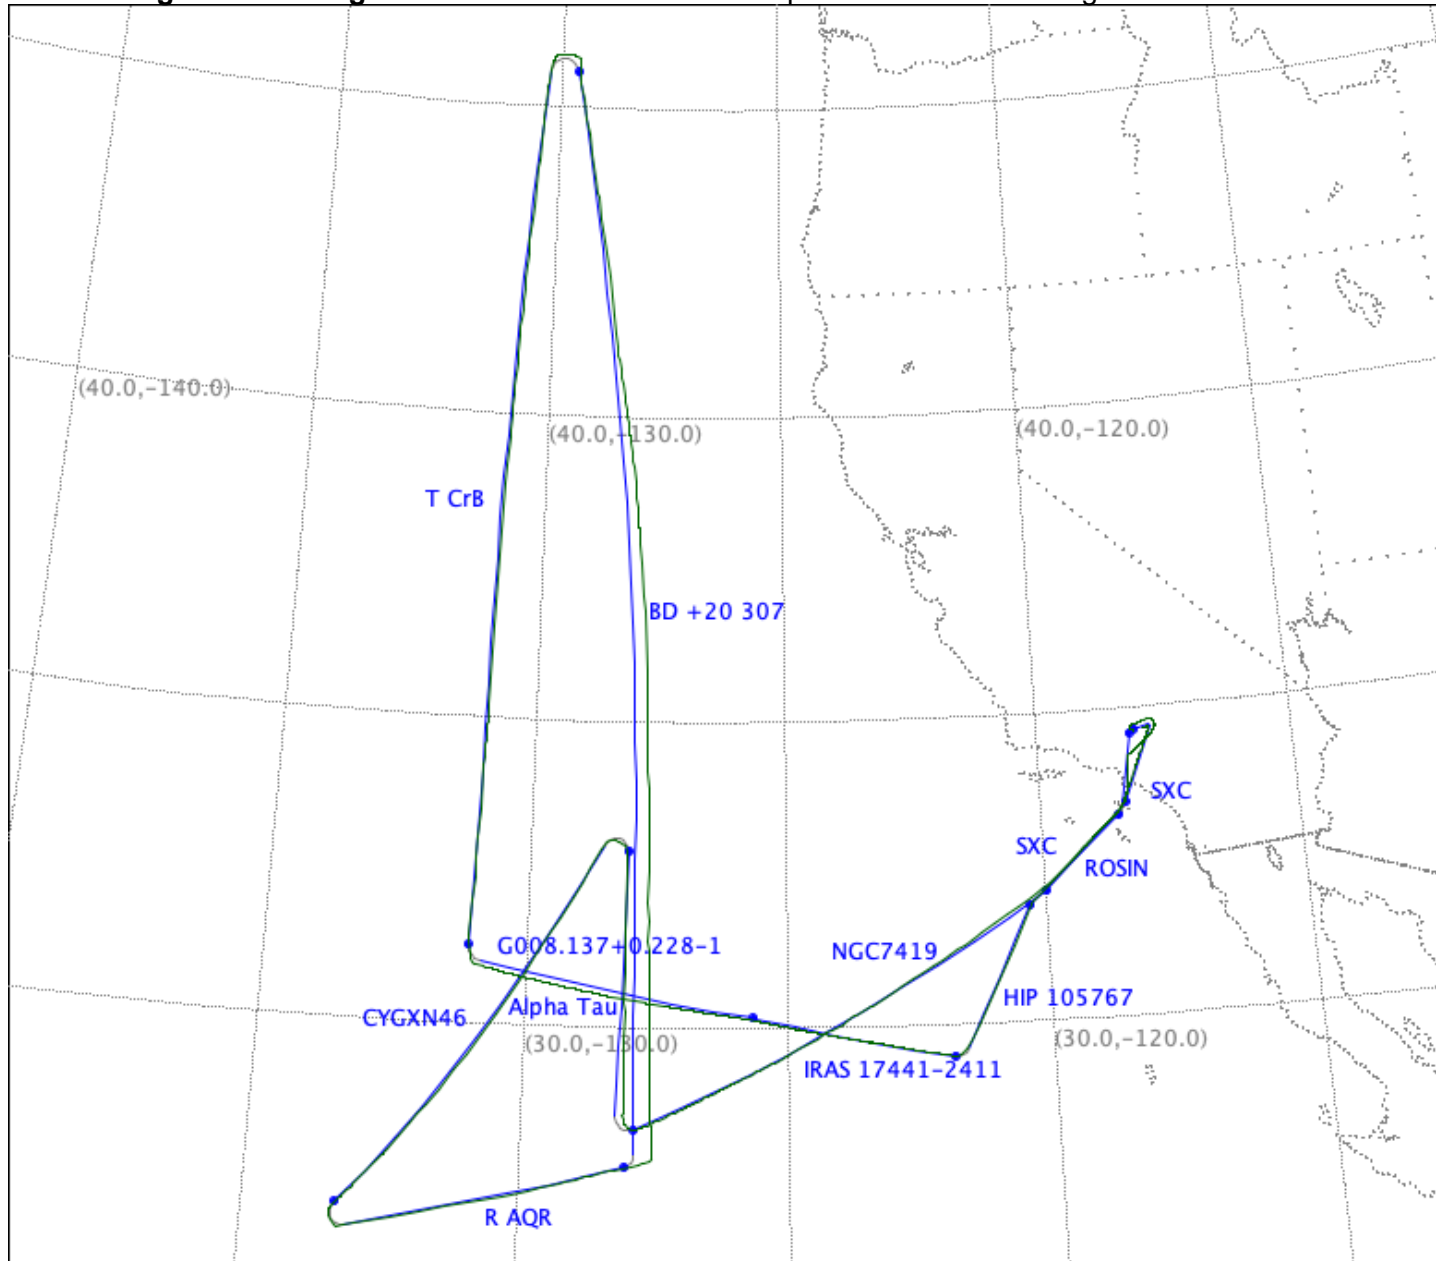 (40.0,-140.0)
(40.0,-130.0)
(40.0,-120.0)
T CrB
BD +20 307
SXC
SXC
ROSIN
G008.137+0.228-1
NGC7419
HIP 105767
Alpha Tau
CYGXN46
(30.0,-130.0)
(30.0,-120.0)
IRAS 17441-2411
R AQR